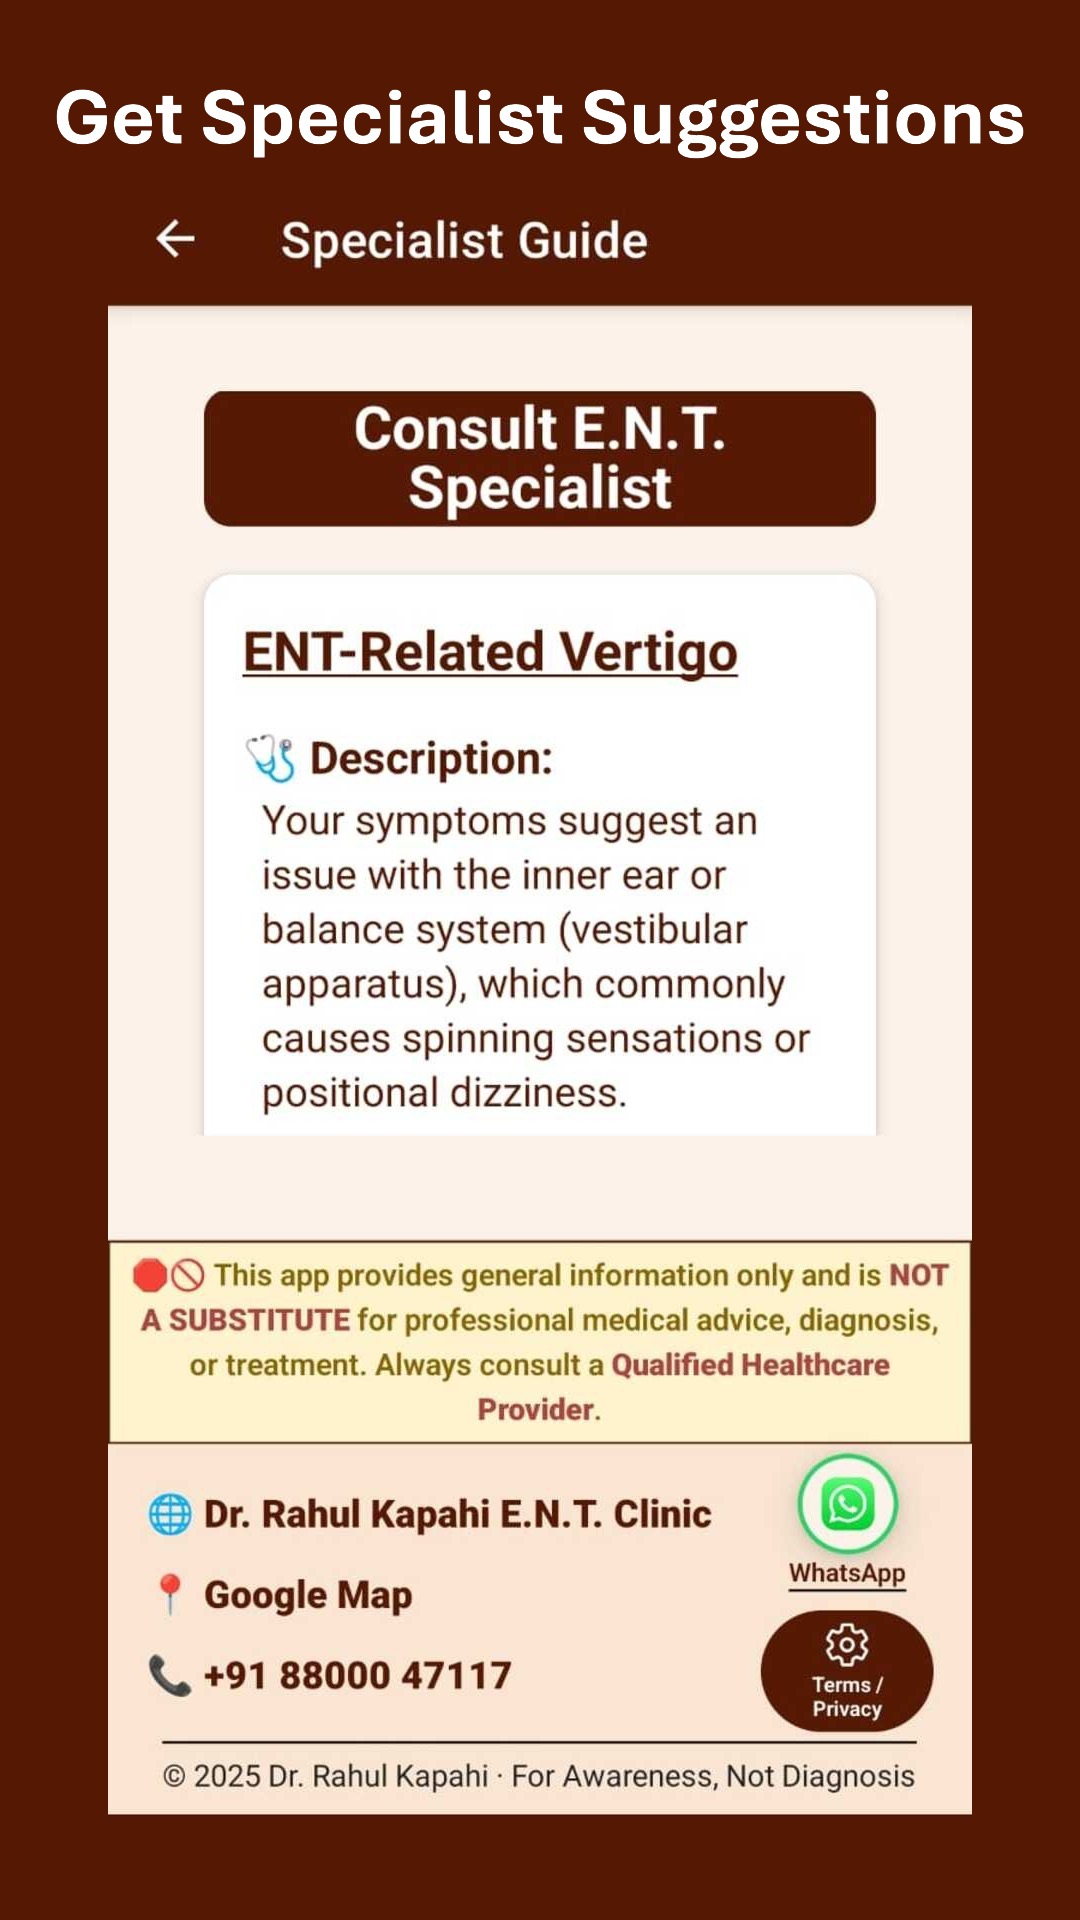 Get Specialist Suggestions
← Specialist Guide
Consult E.N.T.
Specialist
ENT-Related Vertigo
🩺 Description:
Your symptoms suggest an
issue with the inner ear or
balance system (vestibular
apparatus), which commonly
causes spinning sensations or
positional dizziness.
🛑🚫 This app provides general information only and is NOT
A SUBSTITUTE for professional medical advice, diagnosis,
or treatment. Always consult a Qualified Healthcare
Provider.
🌐 Dr. Rahul Kapahi E.N.T. Clinic
📍 Google Map
📞 +91 88000 47117
WhatsApp
Terms /
Privacy
© 2025 Dr. Rahul Kapahi · For Awareness, Not Diagnosis